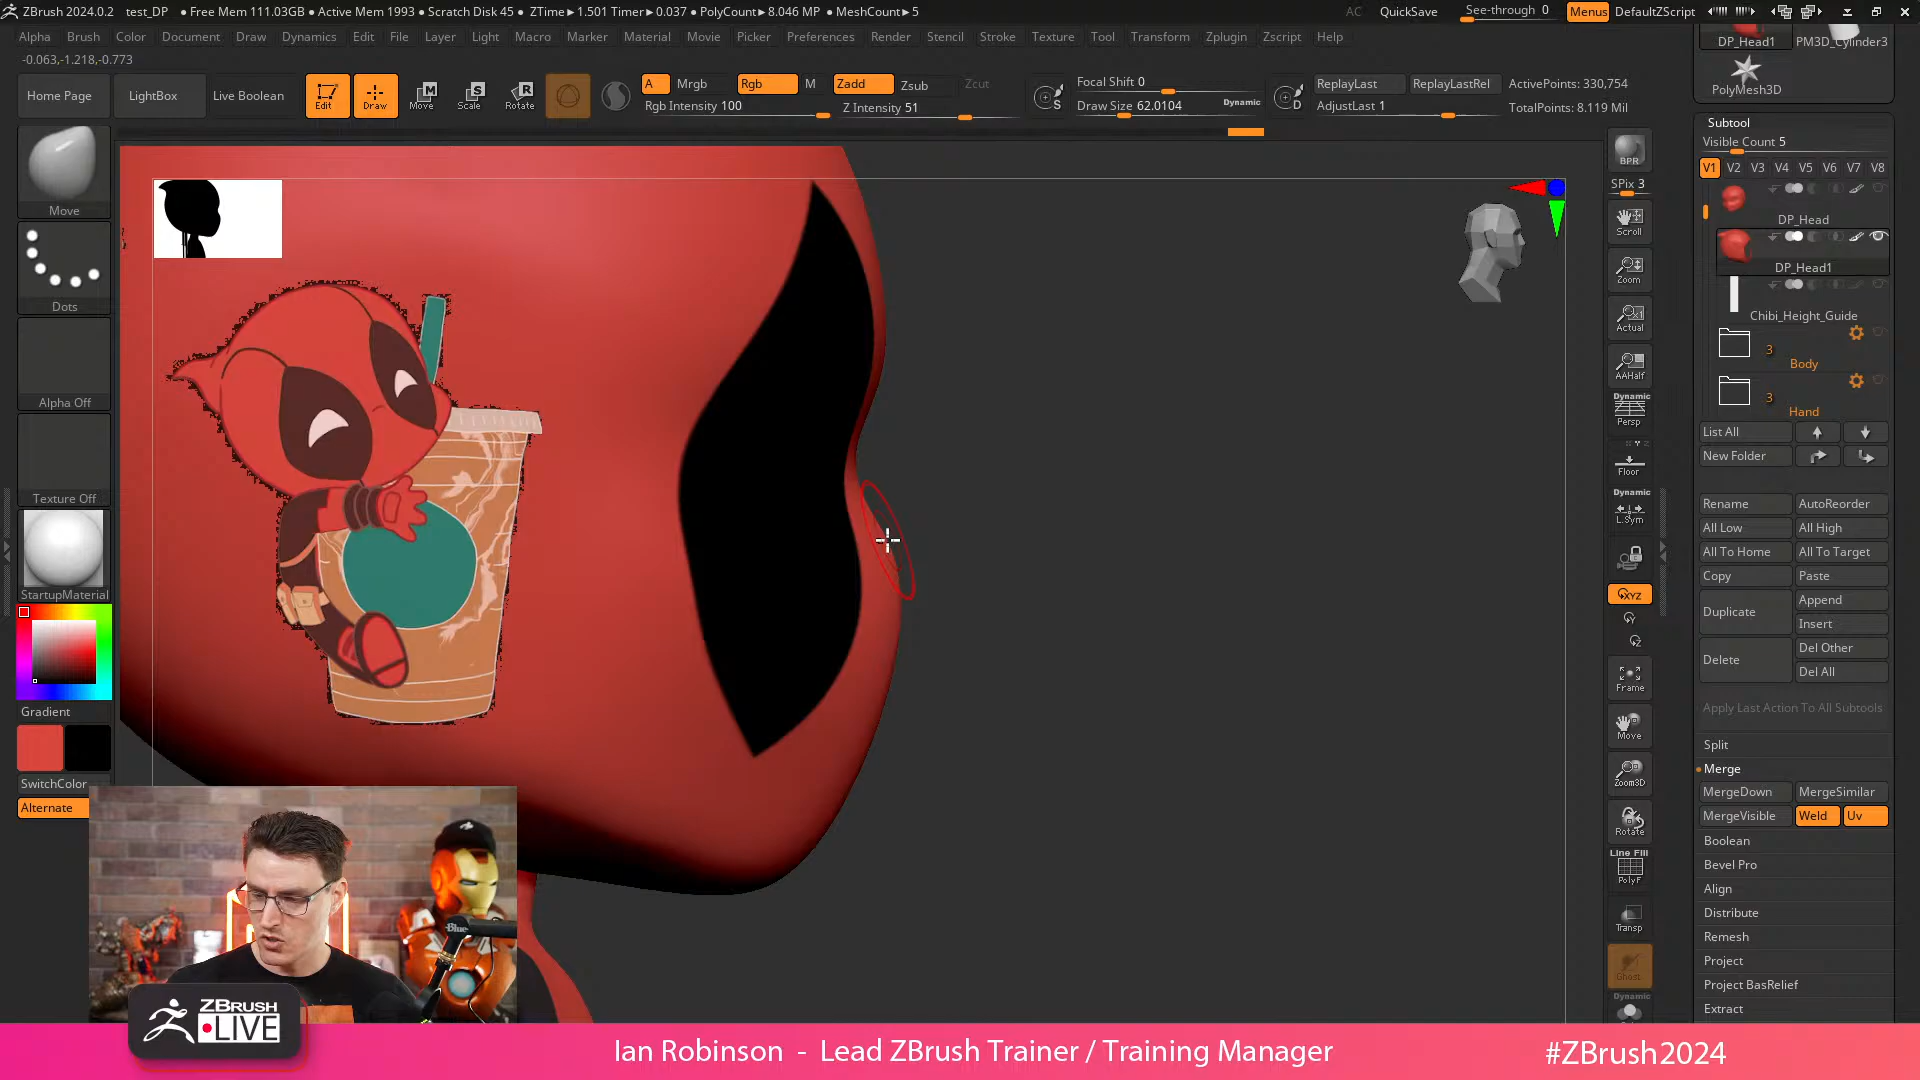 ZBrush 2024.0.2 test_DP • Free Mem 111.03GB • Active Mem 1993 • Scratch Disk 45 • ZTime►1.501 Timer►0.037 • PolyCount►8.046 MP • MeshCount►5
AC QuickSave See-through 0 Menus DefaultZScript
Alpha Brush Color Document Draw Dynamics Edit File Layer Light Macro Marker Material Movie Picker Preferences Render Stencil Stroke Texture Tool Transform Zplugin Zscript Help
-0.063,-1.218,-0.773
Home Page LightBox Live Boolean Edit Draw Move Scale Rotate
A Mrgb Rgb M Zadd Zsub Zcut
Rgb Intensity 100 Z Intensity 51
S
Focal Shift 0
Draw Size 62.0104 Dynamic
D
ReplayLast ReplayLastRel
AdjustLast 1
ActivePoints: 330,754
TotalPoints: 8.119 Mil
Move
Dots
Alpha Off
Texture Off
StartupMaterial
Gradient
SwitchColor
Alternate
BPR
SPix 3
Scroll
Zoom
Actual
AAHalf
Dynamic
Persp
Floor
Dynamic
L.Sym
XYZ
Frame
Move
Zoom3D
Rotate
Line Fill
PolyF
Transp
Ghost
Dynamic
DP_Head1 PM3D_Cylinder3
PolyMesh3D
Subtool
Visible Count 5
V1 V2 V3 V4 V5 V6 V7 V8
DP_Head
DP_Head1
Chibi_Height_Guide
3
Body
3
Hand
List All
New Folder
Rename AutoReorder
All Low All High
All To Home All To Target
Copy Paste
Duplicate Append
Insert
Delete Del Other
Del All
Apply Last Action To All Subtools
Split
Merge
MergeDown MergeSimilar
MergeVisible Weld Uv
Boolean
Bevel Pro
Align
Distribute
Remesh
Project
Project BasRelief
Extract
Blue
ZBRUSH
LIVE
Ian Robinson - Lead ZBrush Trainer / Training Manager
#ZBrush2024